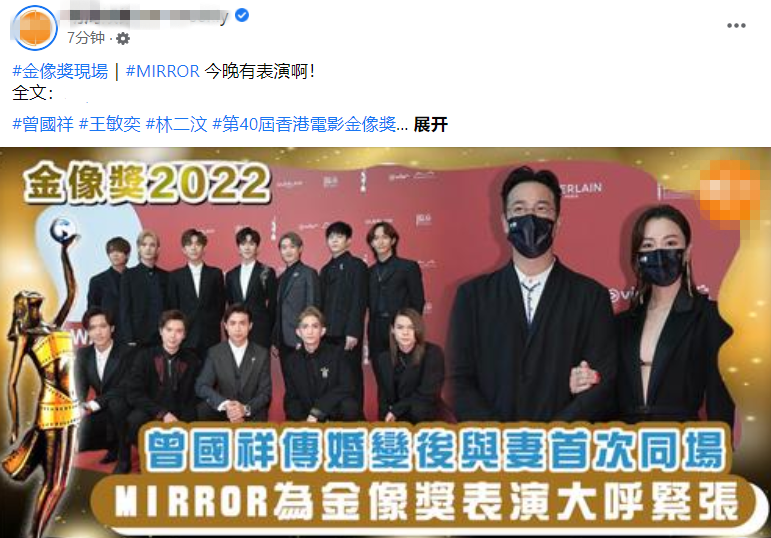 7分钟
#金像獎現場 | #MIRROR 今晚有表演啊！
全文：
#曾國祥 #王敏奕 #林二汶 #第40屆香港電影金像獎... 展开
金像獎2022
ERLAIN
曾國祥傳婚變後與妻首次同場
MIRROR為金像獎表演大呼緊張